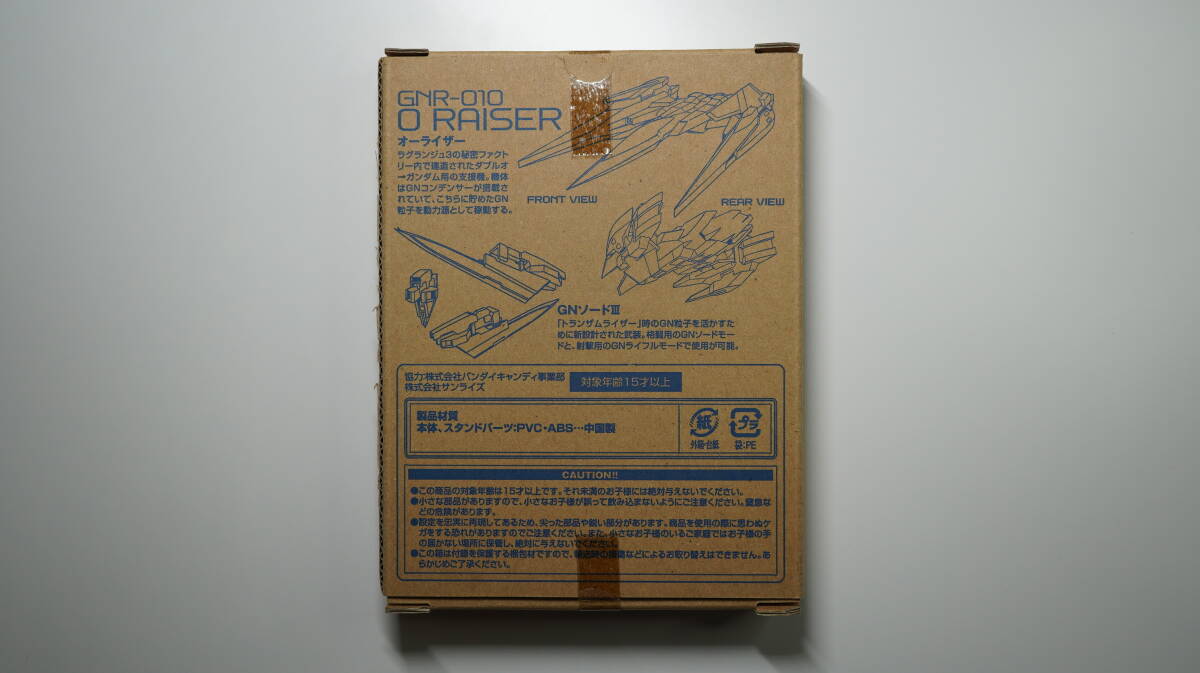 GNR-010
O RAISER
オーライザー
ラグランジュ3の秘密ファクト
リー内で建造されたダブルオ
ーガンダム用の支援機。機体
はGNコンデンサーが搭載さ
れていて、こちらに貯めたGN
粒子を動力源として稼動する。
FRONT VIEW
REAR VIEW
GNソードⅢ
「トランザムライザー」時のGN粒子を活かすた
めに新設計された武装。格闘用のGNソードモー
ドと、射撃用のGNライフルモードで使用が可能。
協力:株式会社バンダイキャンディ事業部
株式会社サンライズ
対象年齢15才以上
製品材質
本体、スタンドパーツ:PVC・ABS…中国製
紙
外箱・台紙
プラ
袋:PE
CAUTION!!
●この商品の対象年齢は15才以上です。それ未満のお子様には絶対与えないでください。
●小さな部品がありますので、小さなお子様が誤って飲み込まないようにご注意ください。窒息な
どの危険があります。
●設定を忠実に再現してあるため、尖った部品や鋭い部分があります。商品を使用の際に思わぬケ
ガをする恐れがありますのでご注意ください。また、小さなお子様のいるご家庭ではお子様の手
の届かない場所に保管し、絶対に与えないでください。
●この箱は付録を保護する梱包材ですので、輸送時の損傷などによるお取り替えはできません。あ
らかじめご了承ください。